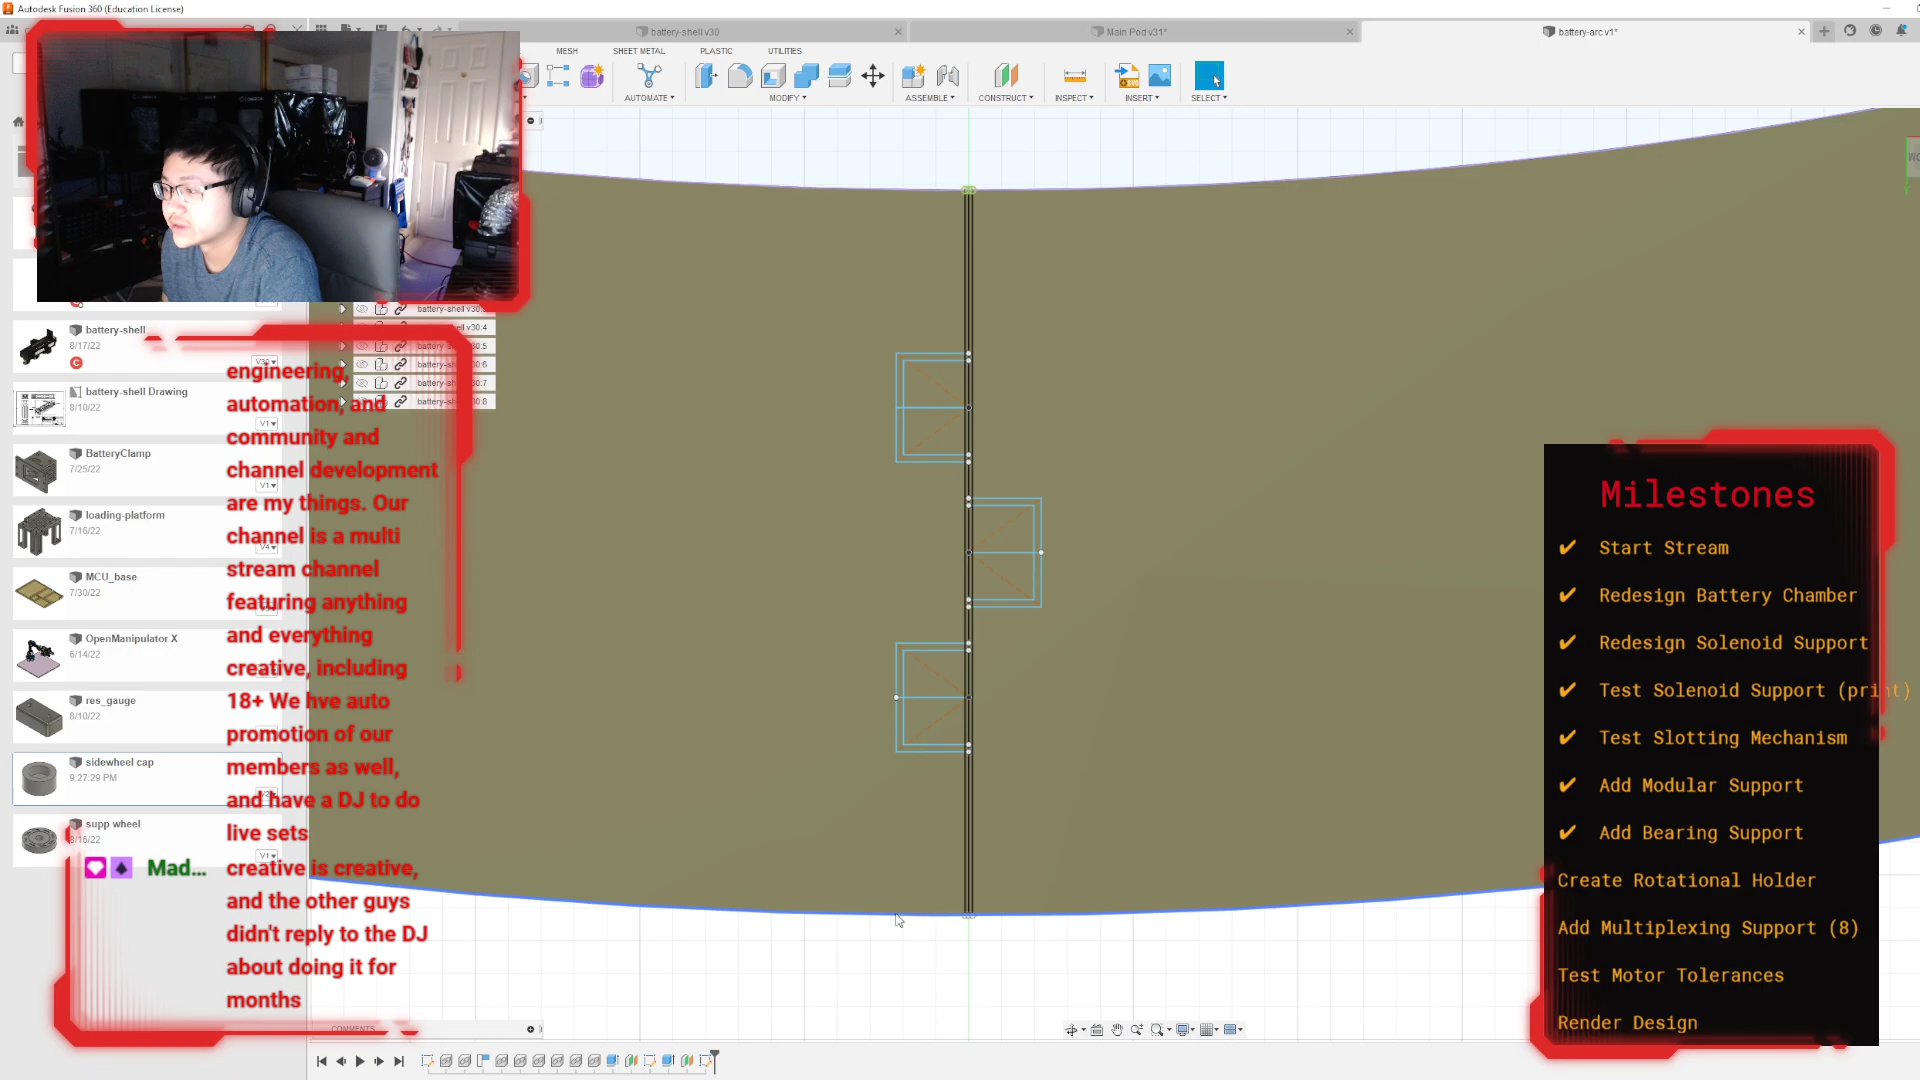 Autodesk Fusion 360 (Education License)
battery-shell v30
Main Pod v31*
battery-arc v1*
MESH
SHEET METAL
PLASTIC
UTILITIES
AUTOMATE
MODIFY
ASSEMBLE
CONSTRUCT
INSPECT
INSERT
SELECT
battery-shell
8/17/22
battery-shell Drawing
8/10/22
V1
BatteryClamp
7/25/22
V1
loading-platform
7/16/22
V4
MCU_base
7/30/22
OpenManipulator X
6/14/22
res_gauge
8/10/22
sidewheel cap
9:27:29 PM
supp wheel
8/16/22
V1
engineering,
automation, and
community and
channel development
are my things. Our
channel is a multi
stream channel
featuring anything
and everything
creative, including
18+ We hve auto
promotion of our
members as well,
and have a DJ to do
live sets
Mad...
creative is creative,
and the other guys
didn't reply to the DJ
about doing it for
months
COMMENTS
Milestones
✔ Start Stream
✔ Redesign Battery Chamber
✔ Redesign Solenoid Support
✔ Test Solenoid Support (print)
✔ Test Slotting Mechanism
✔ Add Modular Support
✔ Add Bearing Support
Create Rotational Holder
Add Multiplexing Support (8)
Test Motor Tolerances
Render Design